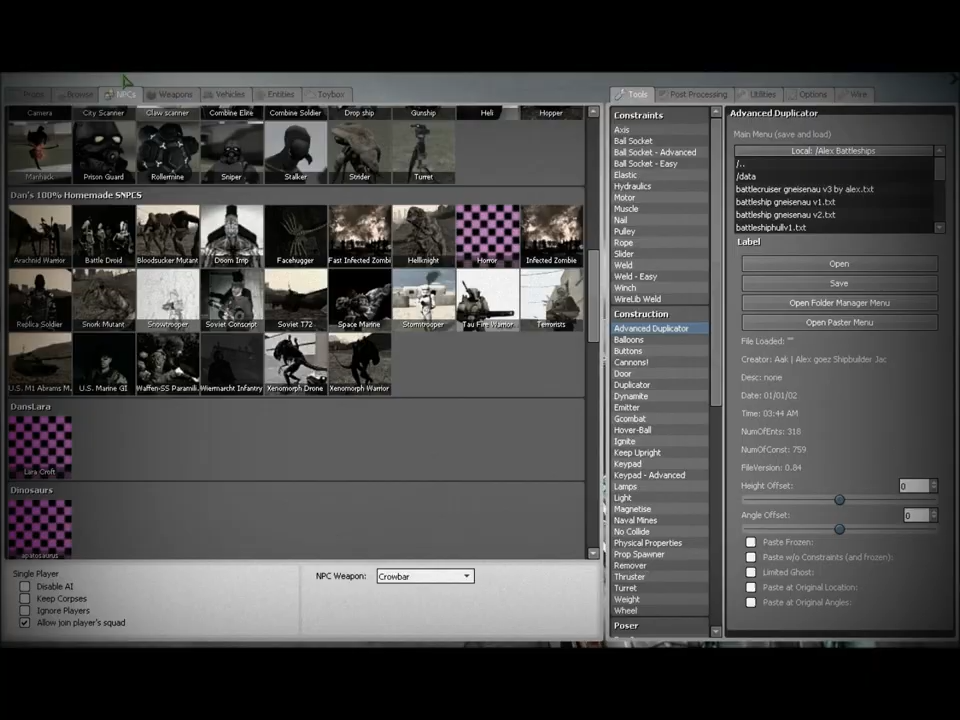 Props Browse NPCs Weapons Vehicles Entities Toybox
Camera City Scanner Claw scanner Combine Elite Combine Soldier Drop ship Gunship Heli Hopper
Manhack Prison Guard Rollermine Sniper Stalker Strider Turret
Dan's 100% Homemade SNPCS
Arachnid Warrior Battle Droid Bloodsucker Mutant Doom Imp Facehugger Fast Infected Zombi Hellknight Horror Infected Zombie
Replica Soldier Snork Mutant Snowtrooper Soviet Conscript Soviet T72 Space Marine Stormtrooper Tau Fire Warrior Terrorists
U.S. M1 Abrams M. U.S. Marine GI Waffen-SS Paramili. Wiermarcht Infantry Xenomorph Drone Xenomorph Warrior
DansLara
Lara Croft
Dinosaurs
apatosaurus
Single Player
Disable AI
Keep Corpses
Ignore Players
Allow join player's squad
NPC Weapon: Crowbar
Tools Post Processing Utilities Options Wire
Constraints
Axis
Ball Socket
Ball Socket - Advanced
Ball Socket - Easy
Elastic
Hydraulics
Motor
Muscle
Nail
Pulley
Rope
Slider
Weld
Weld - Easy
Winch
WireLib Weld
Construction
Advanced Duplicator
Balloons
Buttons
Cannons!
Door
Duplicator
Dynamite
Emitter
Gcombat
Hover-Ball
Ignite
Keep Upright
Keypad
Keypad - Advanced
Lamps
Light
Magnetise
Naval Mines
No Collide
Physical Properties
Prop Spawner
Remover
Thruster
Turret
Weight
Wheel
Poser
Advanced Duplicator
Main Menu (save and load)
Local: /Alex Battleships
/..
/data
battlecruiser gneisenau v3 by alex.txt
battleship gneisenau v1.txt
battleship gneisenau v2.txt
battleshiphullv1.txt
Label
Open
Save
Open Folder Manager Menu
Open Paster Menu
File Loaded: ""
Creator: Aak | Alex goez Shipbuilder Jac
Desc: none
Date: 01/01/02
Time: 03:44 AM
NumOfEnts: 318
NumOfConst: 759
FileVersion: 0.84
Height Offset: 0
Angle Offset: 0
Paste Frozen:
Paste w/o Constraints (and frozen):
Limited Ghost:
Paste at Original Location:
Paste at Original Angles: